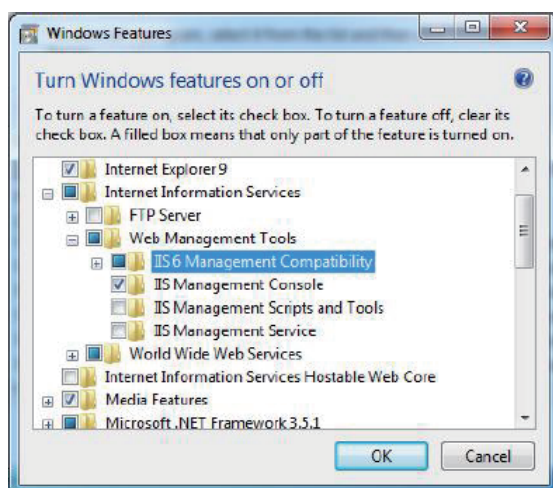 Windows Features
Turn Windows features on or off
To turn a feature on, select its check box. To turn a feature off, clear its
check box. A filled box means that only part of the feature is turned on.
Internet Explorer 9
Internet Information Services
FTP Server
Web Management Tools
IIS 6 Management Compatibility
IIS Management Console
IIS Management Scripts and Tools
IIS Management Service
World Wide Web Services
Internet Information Services Hostable Web Core
Media Features
Microsoft .NET Framework 3.5.1
OK Cancel